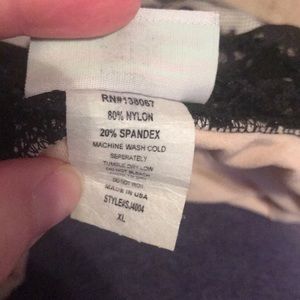 RN#138067
80% NYLON
20% SPANDEX
MACHINE WASH COLD
SEPERATELY
TUMBLE DRY LOW
DO NOT BLEACH
DO NOT IRON
MADE IN USA
STYLE#SJ4004
XL